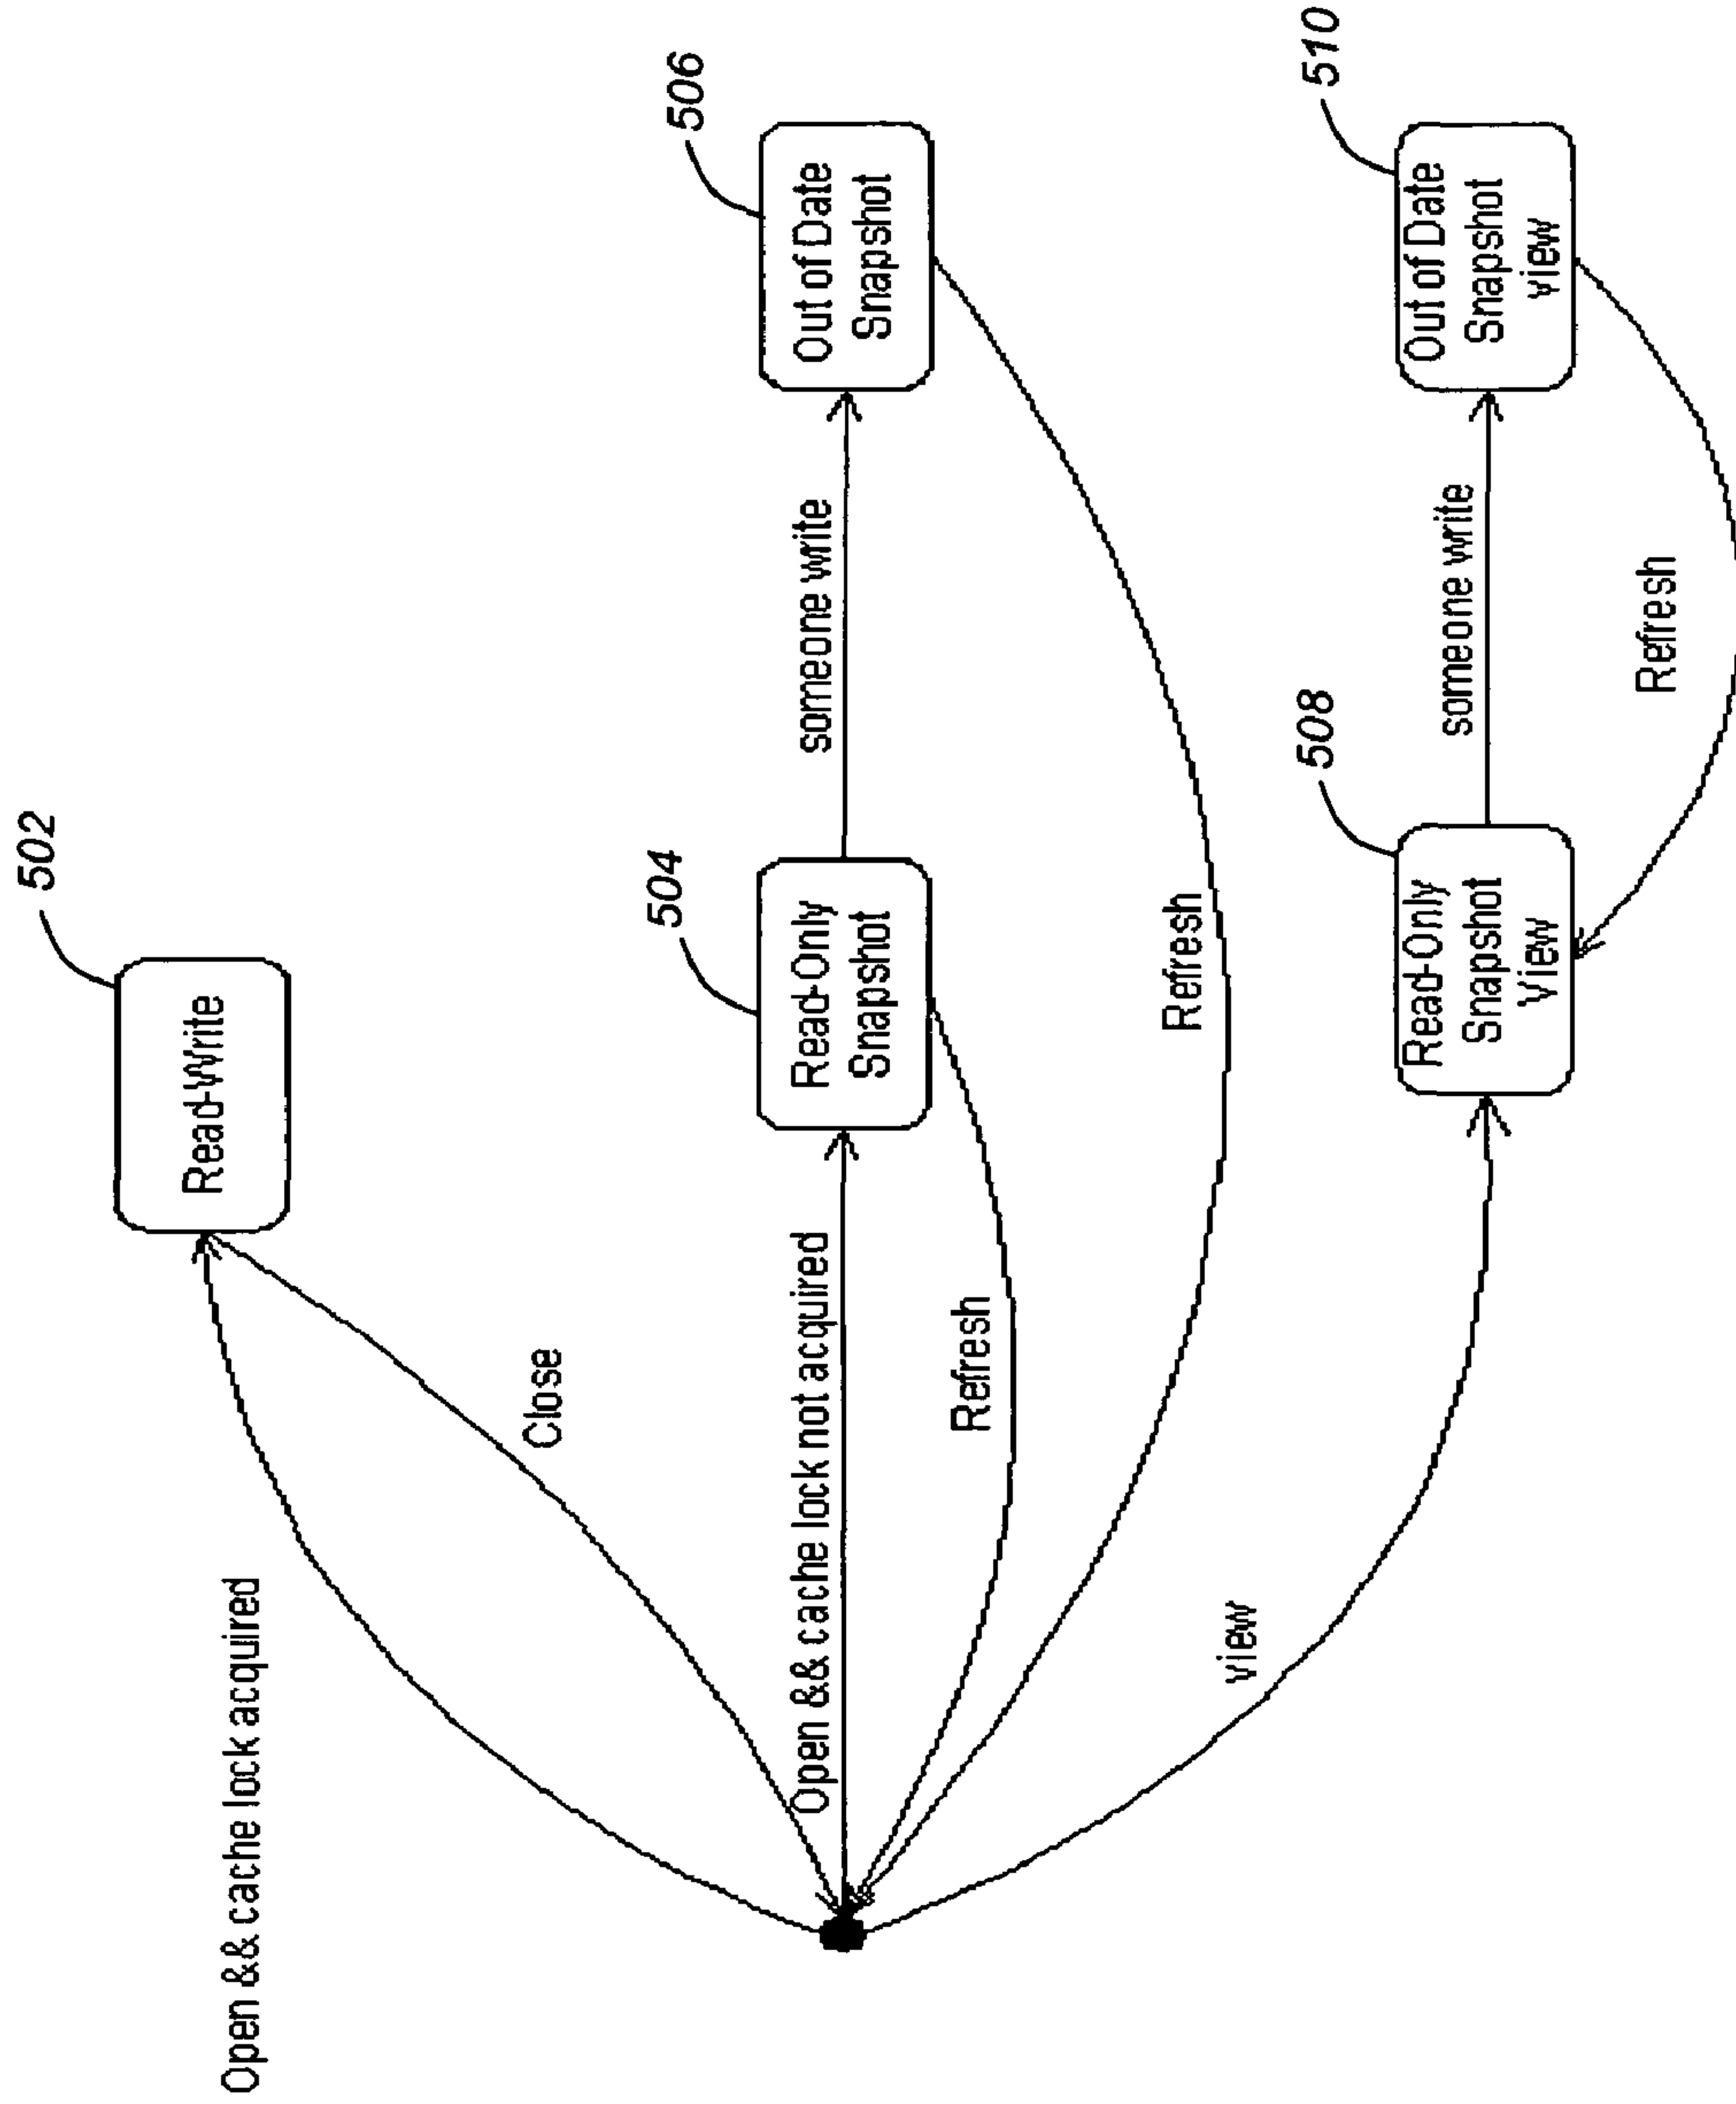 502
Read-Write
Open && cache lock acquired
Close
506
504
Out of Date
Snapshot
someone write
Read-Only
Snapshot
Open && cache lock not acquired
Refresh
Refresh
view
510
508
Out of Date
Snapshot
view
someone write
Read-Only
Snapshot
View
Refresh